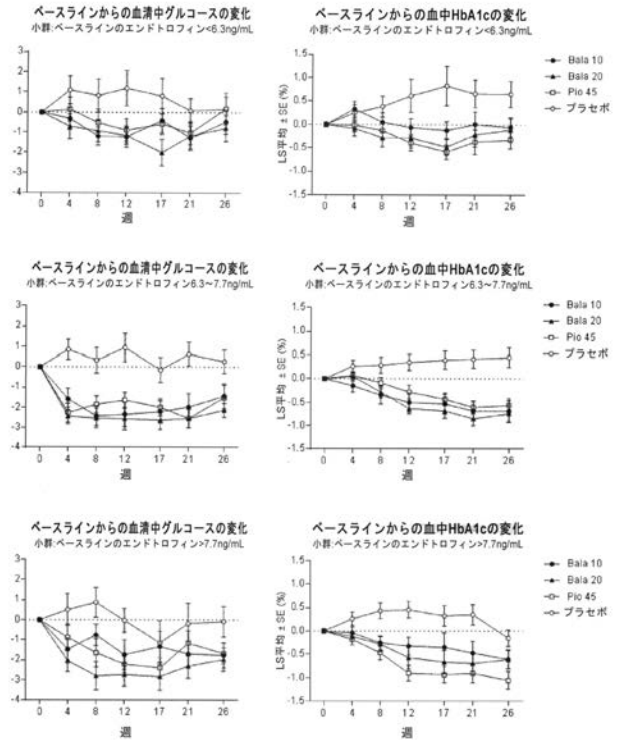 ベースラインからの血清中グルコースの変化
小群:ベースラインのエンドトロフィン<6.3ng/mL
3
2
1
0
-1
-2
-3
-4
0 4 8 12 17 21 26
週
ベースラインからの血中HbA1cの変化
小群:ベースラインのエンドトロフィン<6.3ng/mL
LS平均 ± SE (%)
1.5
1.0
0.5
0.0
-0.5
-1.0
-1.5
0 4 8 12 17 21 26
週
Bala 10
Bala 20
Pio 45
プラセボ
ベースラインからの血清中グルコースの変化
小群:ベースラインのエンドトロフィン6.3~7.7ng/mL
3
2
1
0
-1
-2
-3
-4
0 4 8 12 17 21 26
週
ベースラインからの血中HbA1cの変化
小群:ベースラインのエンドトロフィン6.3~7.7ng/mL
LS平均 ± SE (%)
1.5
1.0
0.5
0.0
-0.5
-1.0
-1.5
0 4 8 12 17 21 26
週
Bala 10
Bala 20
Pio 45
プラセボ
ベースラインからの血清中グルコースの変化
小群:ベースラインのエンドトロフィン>7.7ng/mL
3
2
1
0
-1
-2
-3
-4
0 4 8 12 17 21 26
週
ベースラインからの血中HbA1cの変化
小群:ベースラインのエンドトロフィン>7.7ng/mL
LS平均 ± SE (%)
1.5
1.0
0.5
0.0
-0.5
-1.0
-1.5
0 4 8 12 17 21 26
週
Bala 10
Bala 20
Pio 45
プラセボ